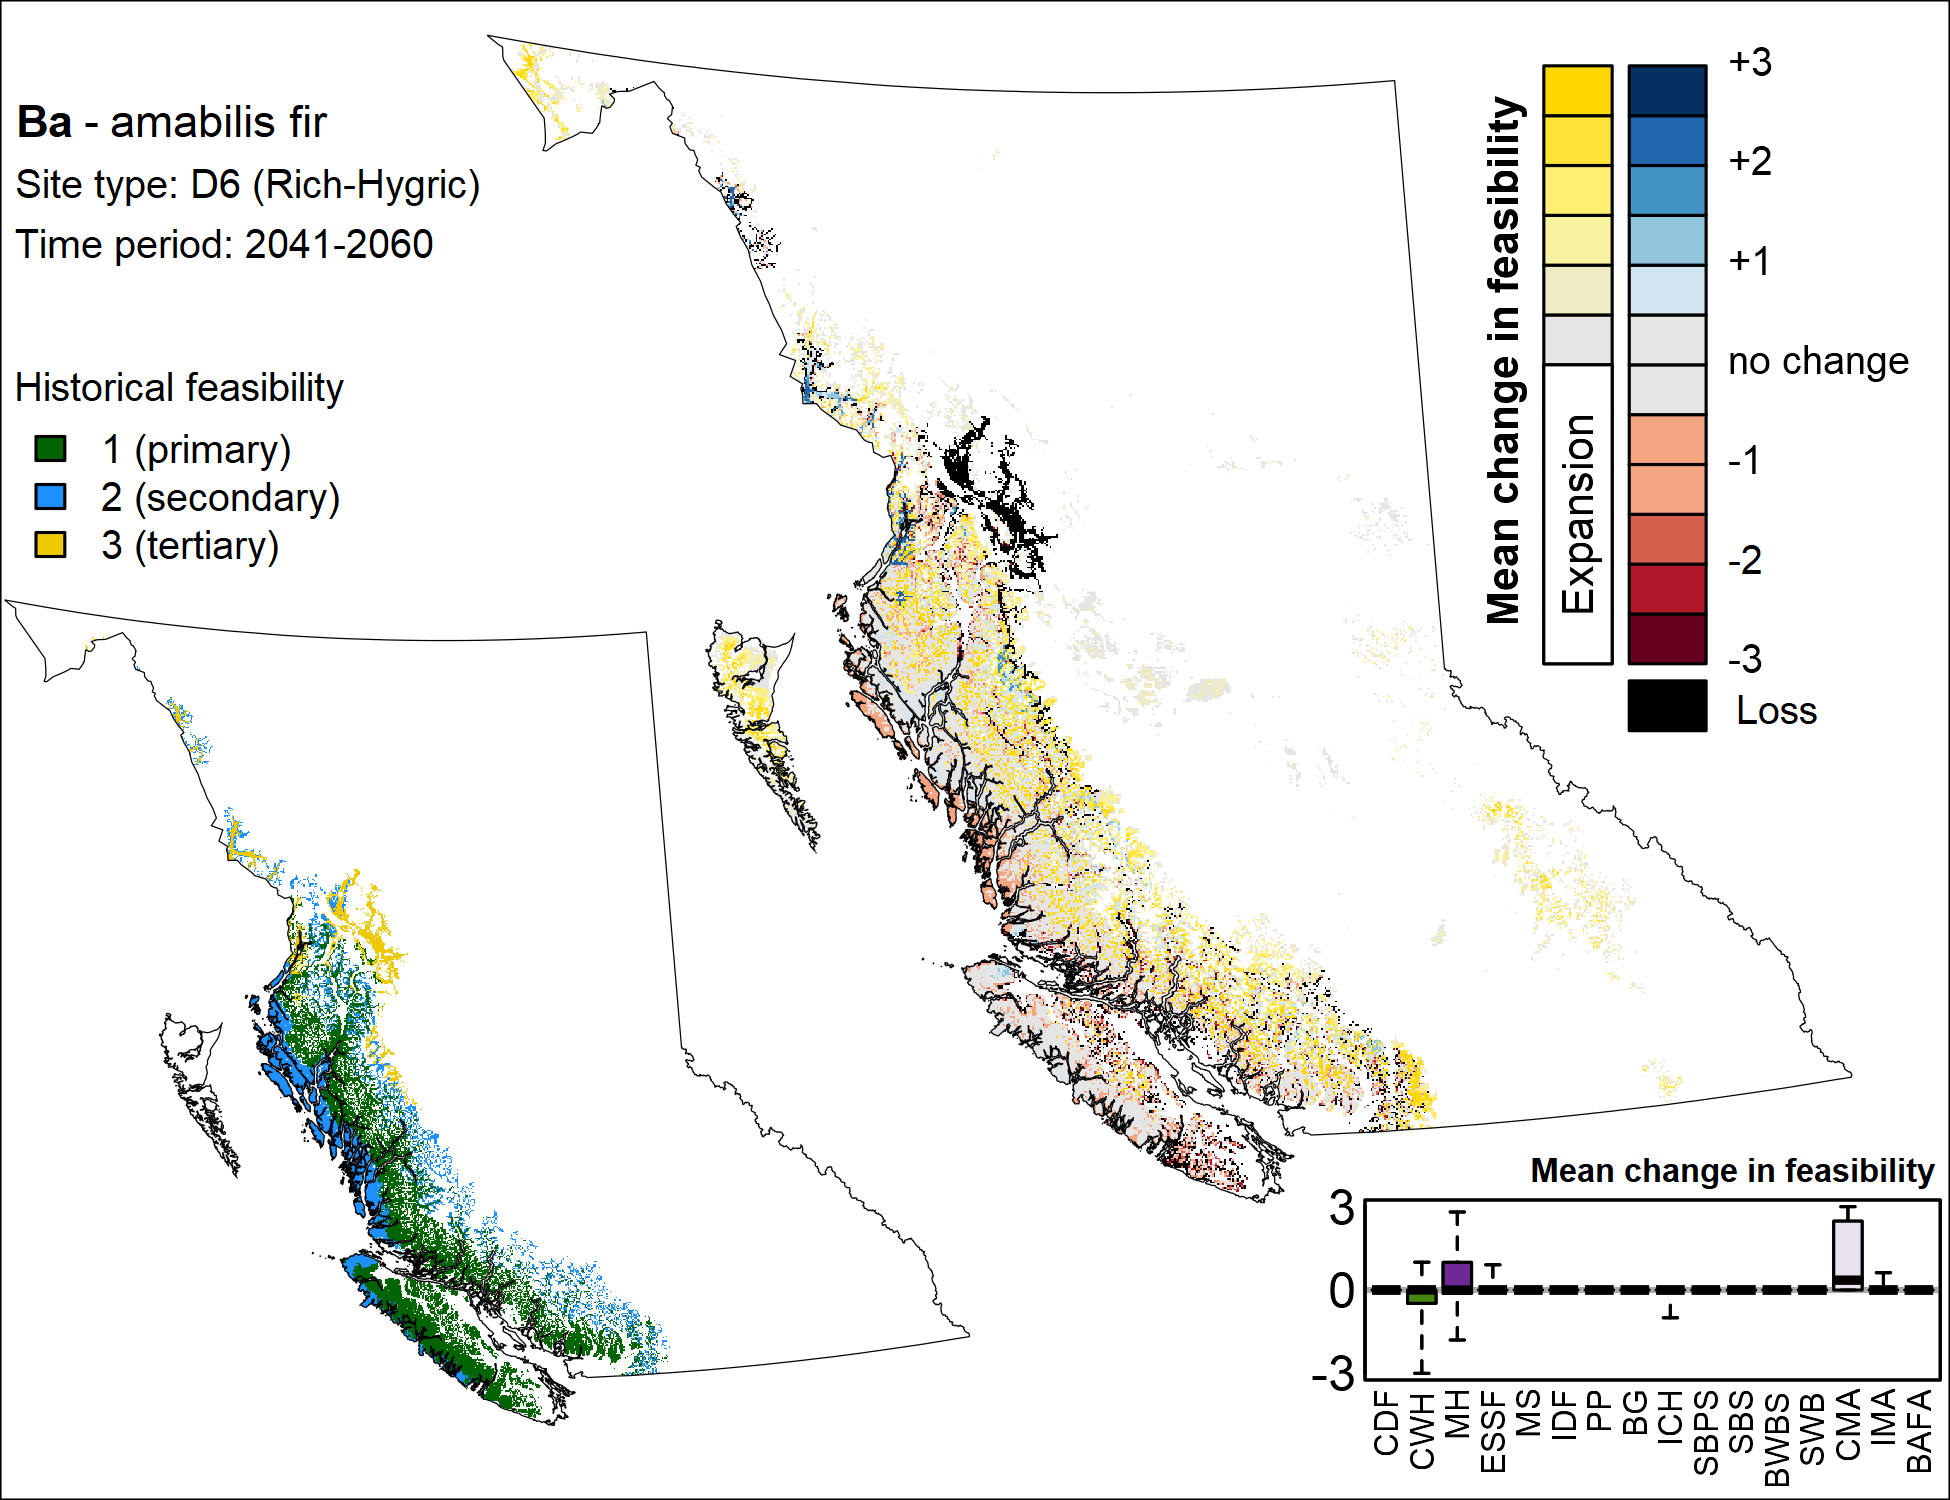 Ba - amabilis fir
Site type: D6 (Rich-Hygric)
Time period: 2041-2060
Historical feasibility
1 (primary)
2 (secondary)
3 (tertiary)
Mean change in feasibility
Expansion
+3
+2
+1
no change
-1
-2
-3
Loss
Mean change in feasibility
3
0
-3
CDF
CWH
MH
ESSF
MS
IDF
PP
BG
ICH
SBPS
SBS
BWBS
SWB
CMA
IMA
BAFA